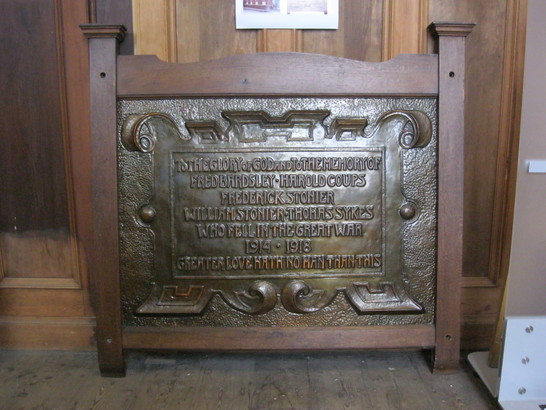 TO THE GLORY OF GOD AND TO THE MEMORY OF
FRED BARDSLEY · HAROLD COUPS
FREDERICK STONIER
WILLIAM STONIER · THOMAS SYKES
WHO FELL IN THE GREAT WAR
1914 · 1918
GREATER LOVE HATH NO MAN THAN THIS